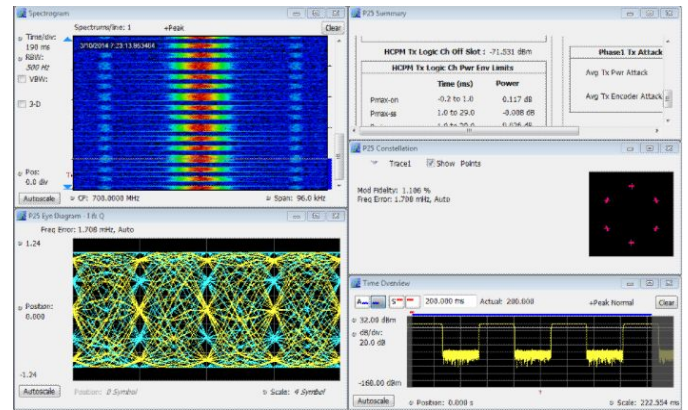 Spectrogram
Spectrums/line: 1 +Peak Clear
Time/div:
190 ms
RBW:
300 Hz
VBW:
3-D
3/10/2014 7:23:13.953404
Pos:
0.0 div
Autoscale CF: 708.0000 MHz Span: 96.0 kHz
P25 Eye Diagram - I & Q
Freq Error: 1.708 mHz, Auto
1.24
Position:
0.000
-1.24
Autoscale Position: 0 Symbol Scale: 4 Symbol
P25 Summary
HCPM Tx Logic Ch Off Slot : -71.531 dBm
HCPM Tx Logic Ch Pwr Env Limits
Time (ms) Power
Pmax-on -0.2 to 1.0 0.117 dB
Pmax-ss 1.0 to 29.0 -0.008 dB
Phase1 Tx Attack
Avg Tx Pwr Attack
Avg Tx Encoder Attack
P25 Constellation
Trace1 Show Points
Mod Fidelity: 1.186 %
Freq Error: 1.708 mHz, Auto
Time Overview
200.000 ms Actual: 200.000 +Peak Normal Clear
32.00 dBm
dB/div:
20.0 dB
-168.00 dBm
Autoscale Position: 0.000 s Scale: 222.554 ms